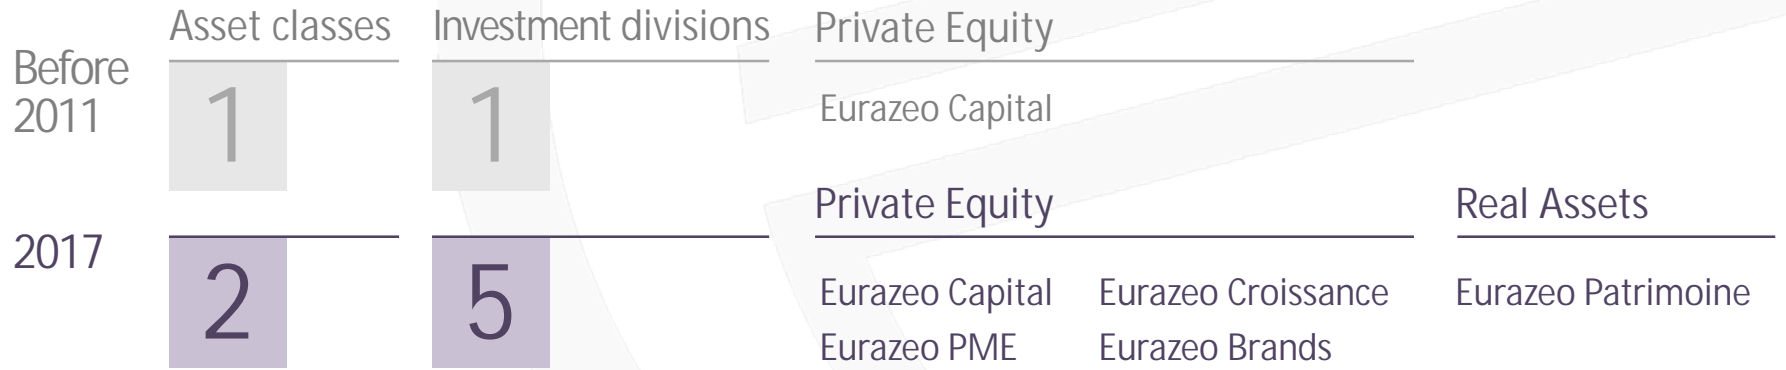 Asset classes Investment divisions Private Equity
Before
2011
1 1 Eurazeo Capital
Private Equity Real Assets
2017
2 5 Eurazeo Capital Eurazeo Croissance Eurazeo Patrimoine
Eurazeo PME Eurazeo Brands